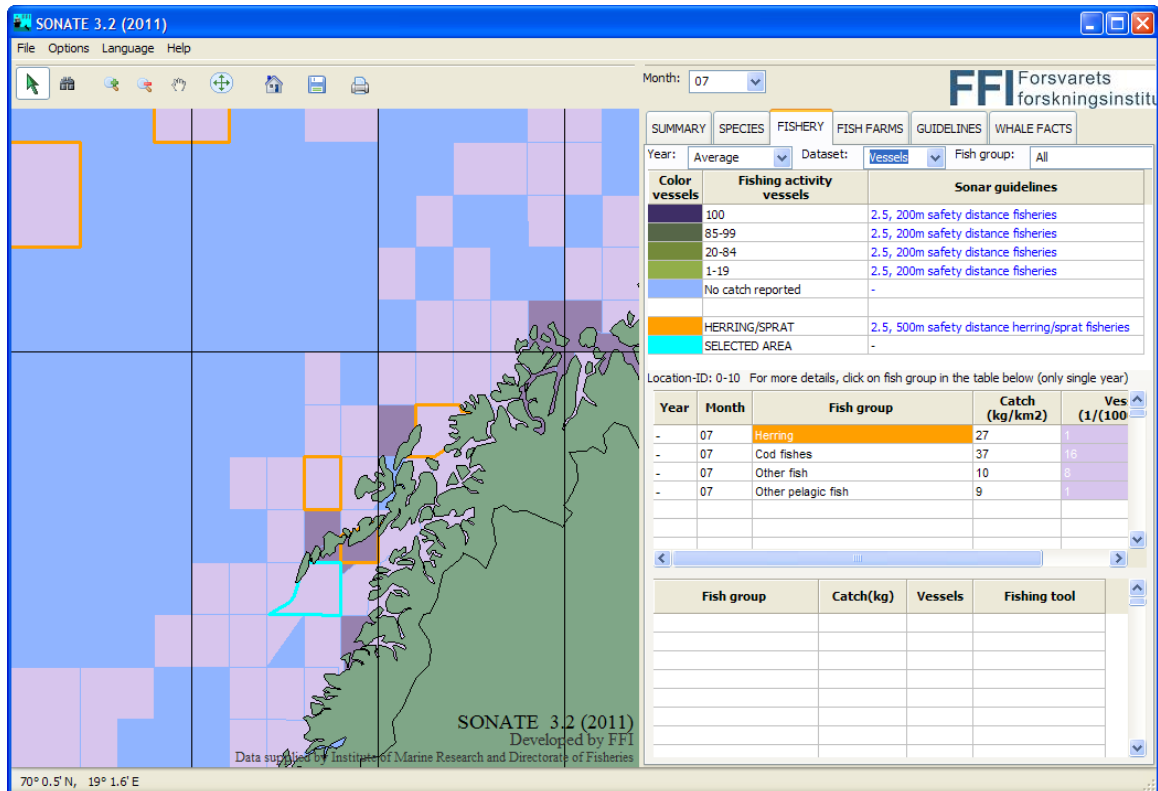 SONATE 3.2 (2011)
File Options Language Help
Month: 07
FFI Forsvarets
forskningsinstitu
SUMMARY SPECIES FISHERY FISH FARMS GUIDELINES WHALE FACTS
Year: Average Dataset: Vessels Fish group: All
Color vessels Fishing activity vessels Sonar guidelines
100 2.5, 200m safety distance fisheries
85-99 2.5, 200m safety distance fisheries
20-84 2.5, 200m safety distance fisheries
1-19 2.5, 200m safety distance fisheries
No catch reported -
HERRING/SPRAT 2.5, 500m safety distance herring/sprat fisheries
SELECTED AREA -
Location-ID: 0-10 For more details, click on fish group in the table below (only single year)
Year Month Fish group Catch (kg/km2) Ves (1/(100
- 07 Herring 27 1
- 07 Cod fishes 37 16
- 07 Other fish 10 8
- 07 Other pelagic fish 9 1
Fish group Catch(kg) Vessels Fishing tool
SONATE 3.2 (2011)
Developed by FFI
Data supplied by Institute of Marine Research and Directorate of Fisheries
70° 0.5' N, 19° 1.6' E